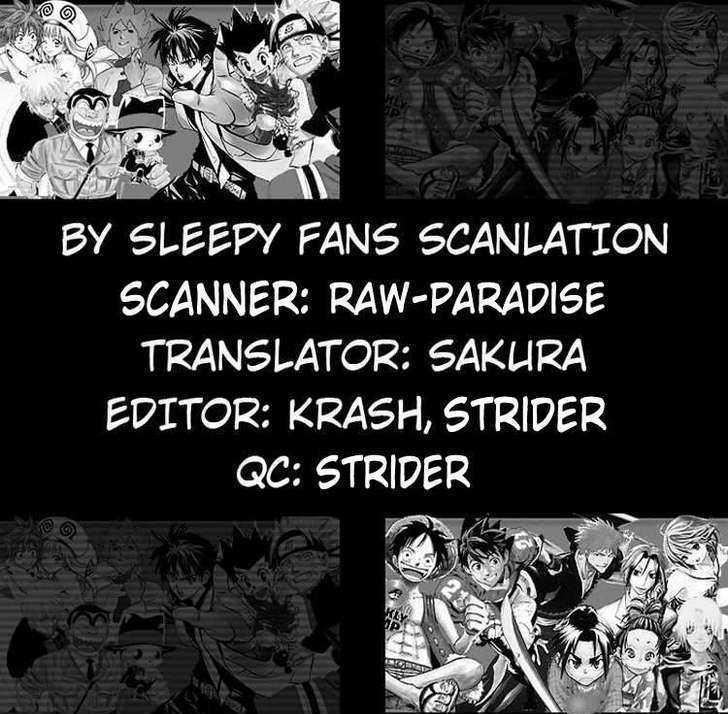 BY SLEEPY FANS SCANLATION
SCANNER: RAW-PARADISE
TRANSLATOR: SAKURA
EDITOR: KRASH, STRIDER
QC: STRIDER